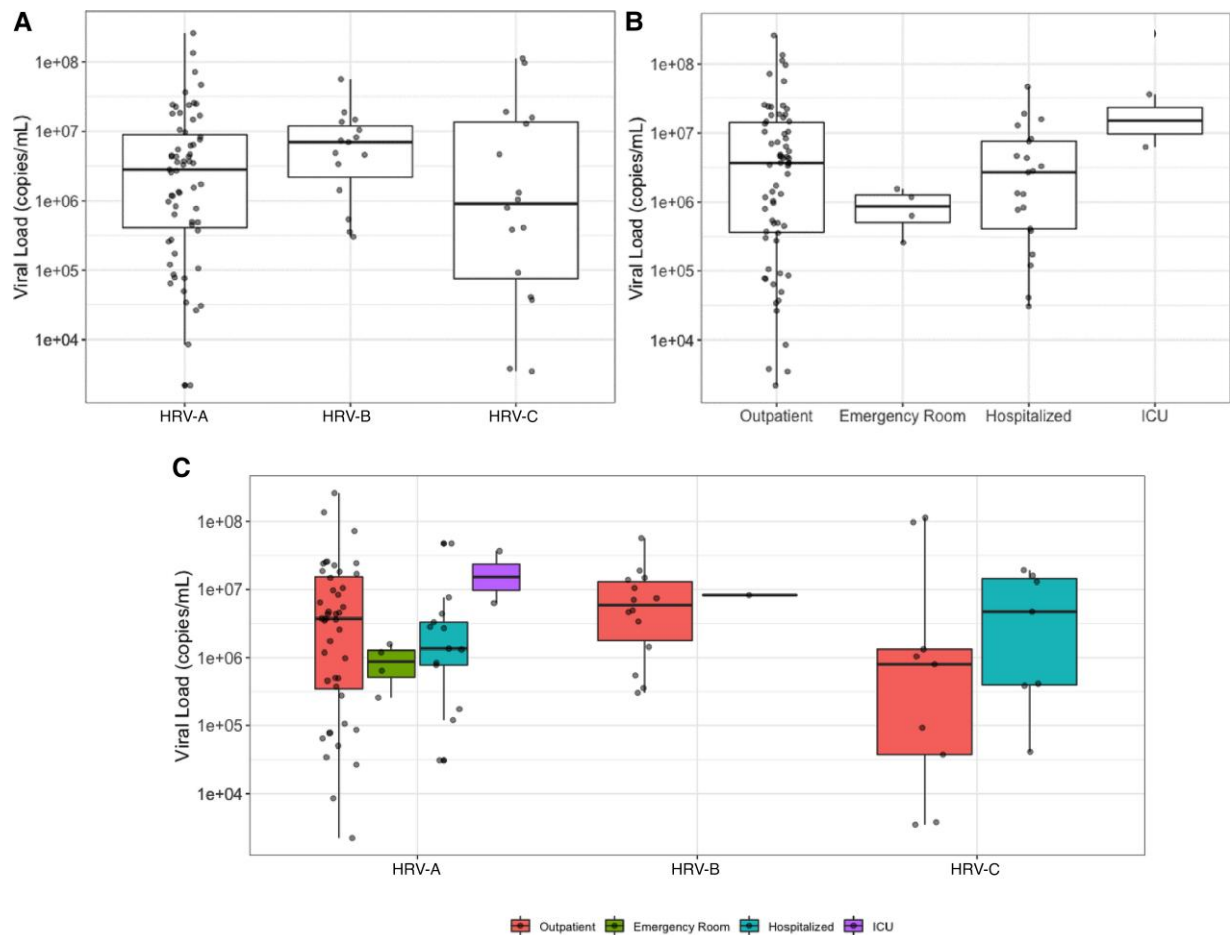 A
Viral Load (copies/mL)
1e+08
1e+07
1e+06
1e+05
1e+04
HRV-A HRV-B HRV-C
B
Viral Load (copies/mL)
1e+08
1e+07
1e+06
1e+05
1e+04
Outpatient Emergency Room Hospitalized ICU
C
Viral Load (copies/mL)
1e+08
1e+07
1e+06
1e+05
1e+04
HRV-A HRV-B HRV-C
Outpatient Emergency Room Hospitalized ICU